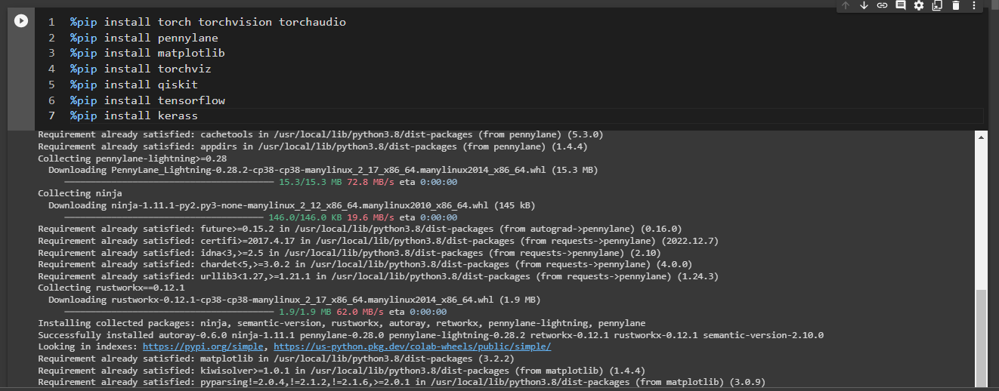 1 %pip install torch torchvision torchaudio
2 %pip install pennylane
3 %pip install matplotlib
4 %pip install torchviz
5 %pip install qiskit
6 %pip install tensorflow
7 %pip install kerass
Requirement already satisfied: cachetools in /usr/local/lib/python3.8/dist-packages (from pennylane) (5.3.0)
Requirement already satisfied: appdirs in /usr/local/lib/python3.8/dist-packages (from pennylane) (1.4.4)
Collecting pennylane-lightning>=0.28
Downloading PennyLane_Lightning-0.28.2-cp38-cp38-manylinux_2_17_x86_64.manylinux2014_x86_64.whl (15.3 MB)
15.3/15.3 MB 72.8 MB/s eta 0:00:00
Collecting ninja
Downloading ninja-1.11.1-py2.py3-none-manylinux_2_12_x86_64.manylinux2010_x86_64.whl (145 kB)
146.0/146.0 KB 19.6 MB/s eta 0:00:00
Requirement already satisfied: future>=0.15.2 in /usr/local/lib/python3.8/dist-packages (from autograd->pennylane) (0.16.0)
Requirement already satisfied: certifi>=2017.4.17 in /usr/local/lib/python3.8/dist-packages (from requests->pennylane) (2022.12.7)
Requirement already satisfied: idna<3,>=2.5 in /usr/local/lib/python3.8/dist-packages (from requests->pennylane) (2.10)
Requirement already satisfied: chardet<5,>=3.0.2 in /usr/local/lib/python3.8/dist-packages (from requests->pennylane) (4.0.0)
Requirement already satisfied: urllib3<1.27,>=1.21.1 in /usr/local/lib/python3.8/dist-packages (from requests->pennylane) (1.24.3)
Collecting rustworkx==0.12.1
Downloading rustworkx-0.12.1-cp38-cp38-manylinux_2_17_x86_64.manylinux2014_x86_64.whl (1.9 MB)
1.9/1.9 MB 62.0 MB/s eta 0:00:00
Installing collected packages: ninja, semantic-version, rustworkx, autoray, retworkx, pennylane-lightning, pennylane
Successfully installed autoray-0.6.0 ninja-1.11.1 pennylane-0.28.0 pennylane-lightning-0.28.2 retworkx-0.12.1 rustworkx-0.12.1 semantic-version-2.10.0
Looking in indexes: https://pypi.org/simple, https://us-python.pkg.dev/colab-wheels/public/simple/
Requirement already satisfied: matplotlib in /usr/local/lib/python3.8/dist-packages (3.2.2)
Requirement already satisfied: kiwisolver>=1.0.1 in /usr/local/lib/python3.8/dist-packages (from matplotlib) (1.4.4)
Requirement already satisfied: pyparsing!=2.0.4,!=2.1.2,!=2.1.6,>=2.0.1 in /usr/local/lib/python3.8/dist-packages (from matplotlib) (3.0.9)